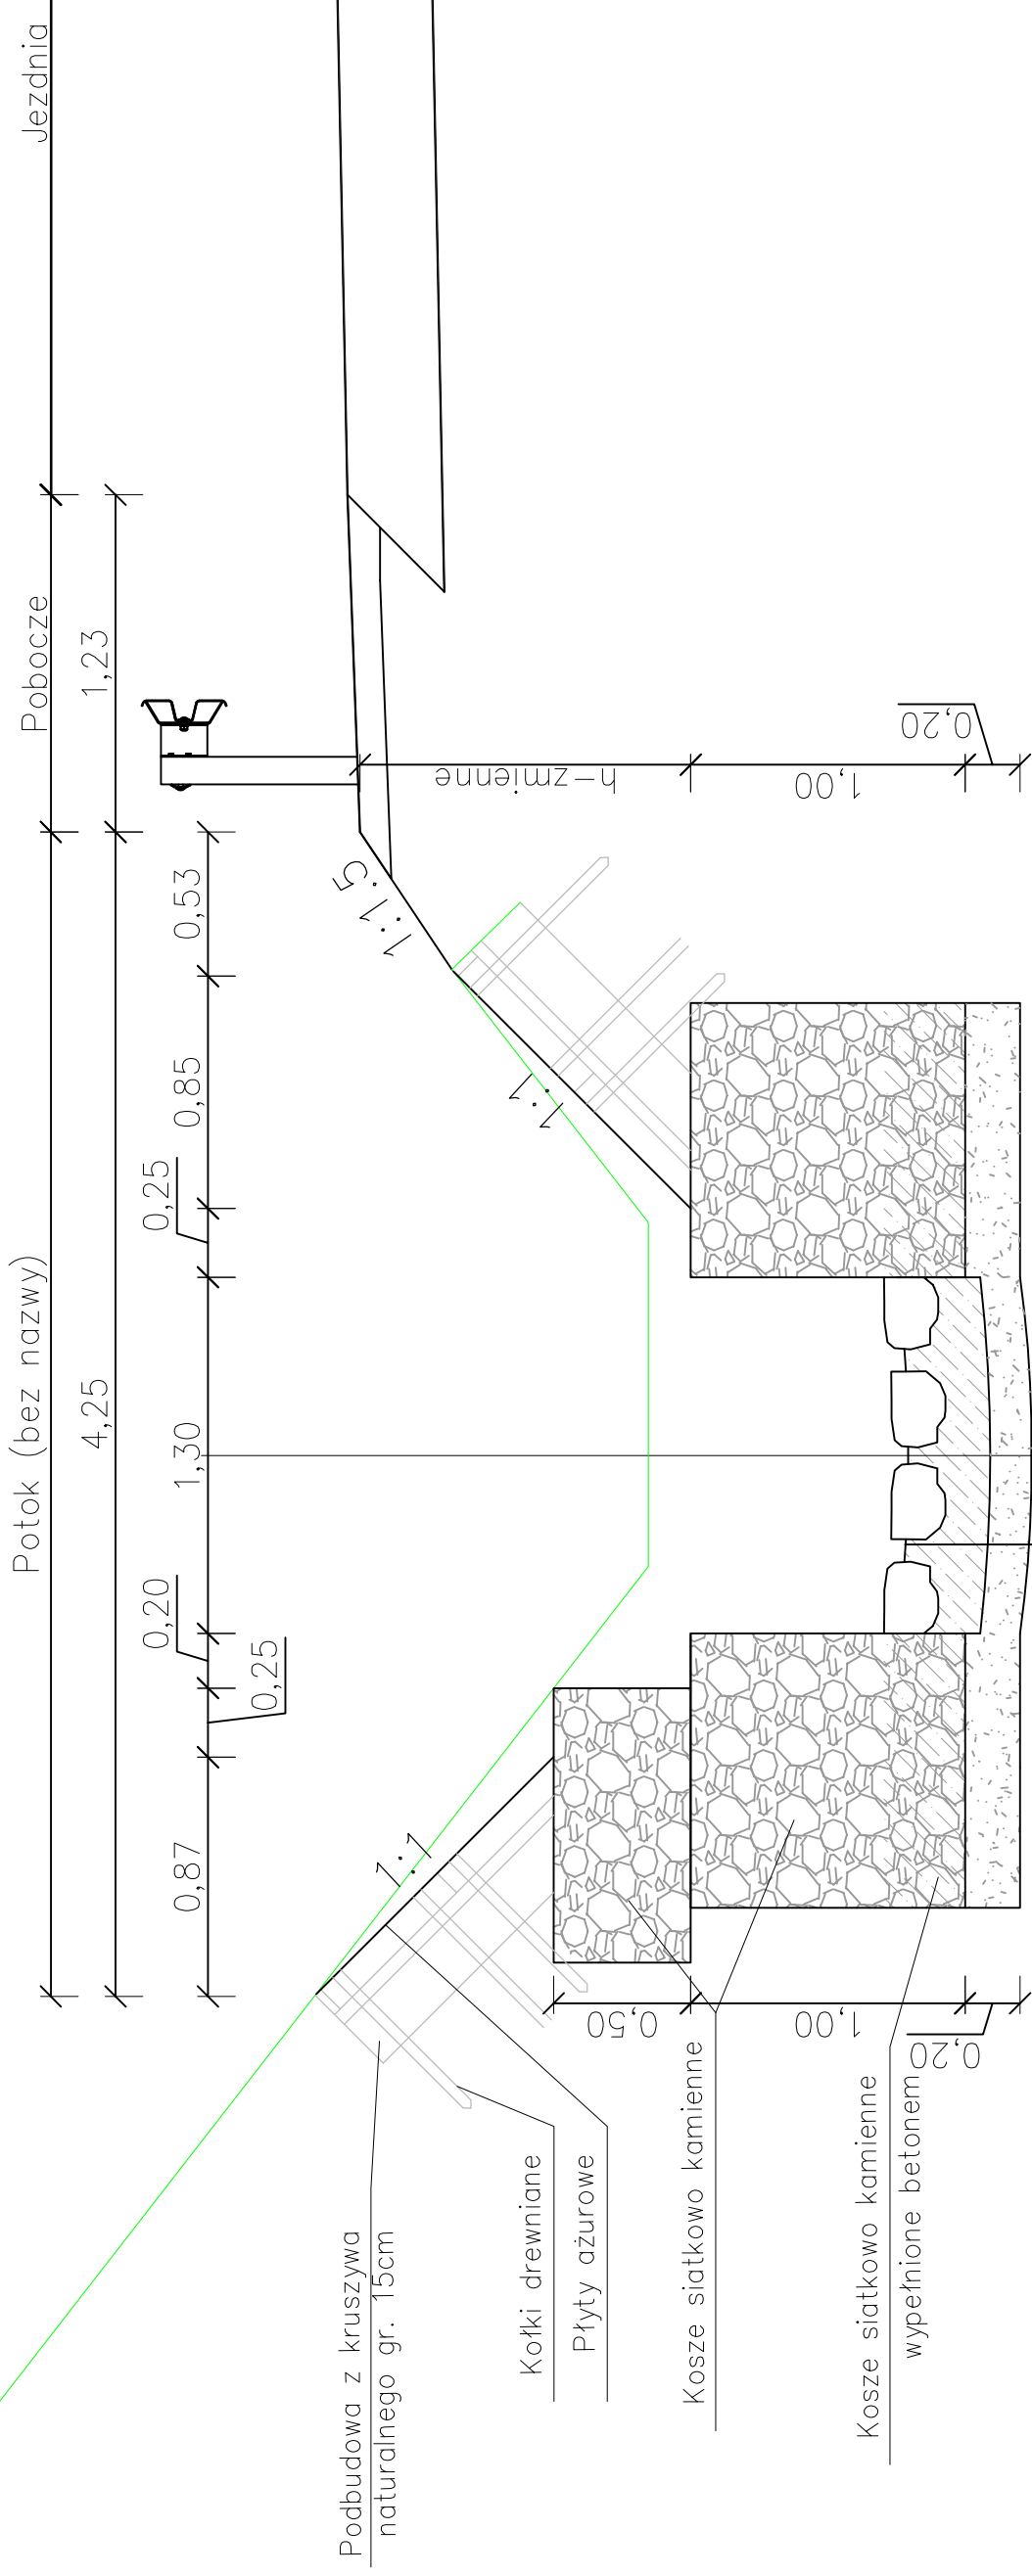 Potok (bez nazwy)
Pobocze
Jezdnia
4,25
1,23
0,87
0,25
0,20
1,30
0,25
0,85
0,53
1:1
1:1
1:1.5
h-zmienne
1,00
0,20
0,50
1,00
0,20
Podbudowa z kruszywa
naturalnego gr. 15cm
Kołki drewniane
Płyty ażurowe
Kosze siatkowo kamienne
Kosze siatkowo kamienne
wypełnione betonem